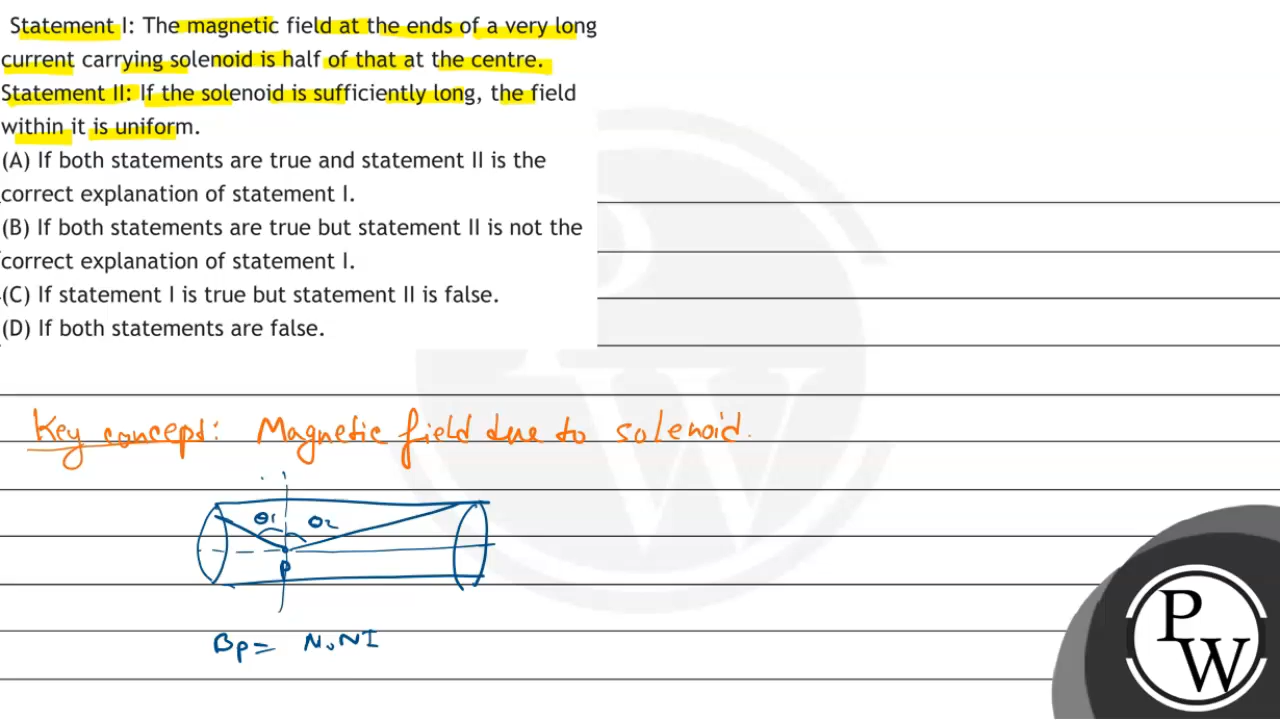 Statement I: The magnetic field at the ends of a very long
current carrying solenoid is half of that at the centre.
Statement II: If the solenoid is sufficiently long, the field
within it is uniform.
(A) If both statements are true and statement II is the
correct explanation of statement I.
(B) If both statements are true but statement II is not the
correct explanation of statement I.
(C) If statement I is true but statement II is false.
(D) If both statements are false.
Key concept: Magnetic field due to solenoid.
θ1 θ2
P
Bp = μ0NI
P
W
P
W